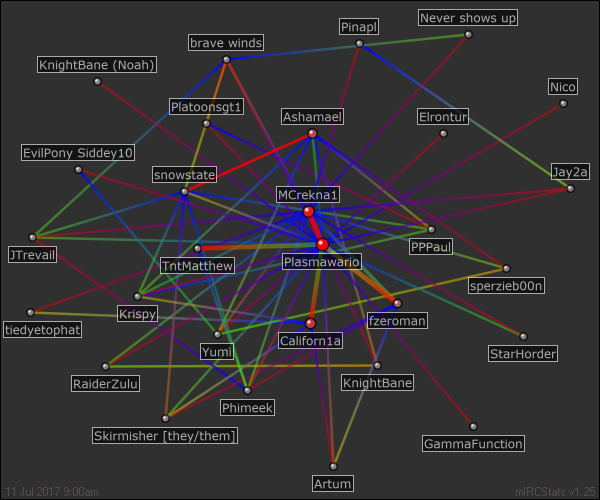 Never shows up
Pinapl
brave winds
KnightBane (Noah)
Nico
Platoonsgt1
Ashamael
Elrontur
EvilPony Siddey10
snowstate
Jay2a
MCrekna1
PPPaul
JTrevail
Plasmawario
TntMatthew
sperzieb00n
Krispy
fzeroman
tiedyetophat
Californ1a
Yumi
StarHorder
RaiderZulu
KnightBane
Phimeek
Skirmisher [they/them]
GammaFunction
Artum
11 Jul 2017 9:00am
mIRCStats v1.25